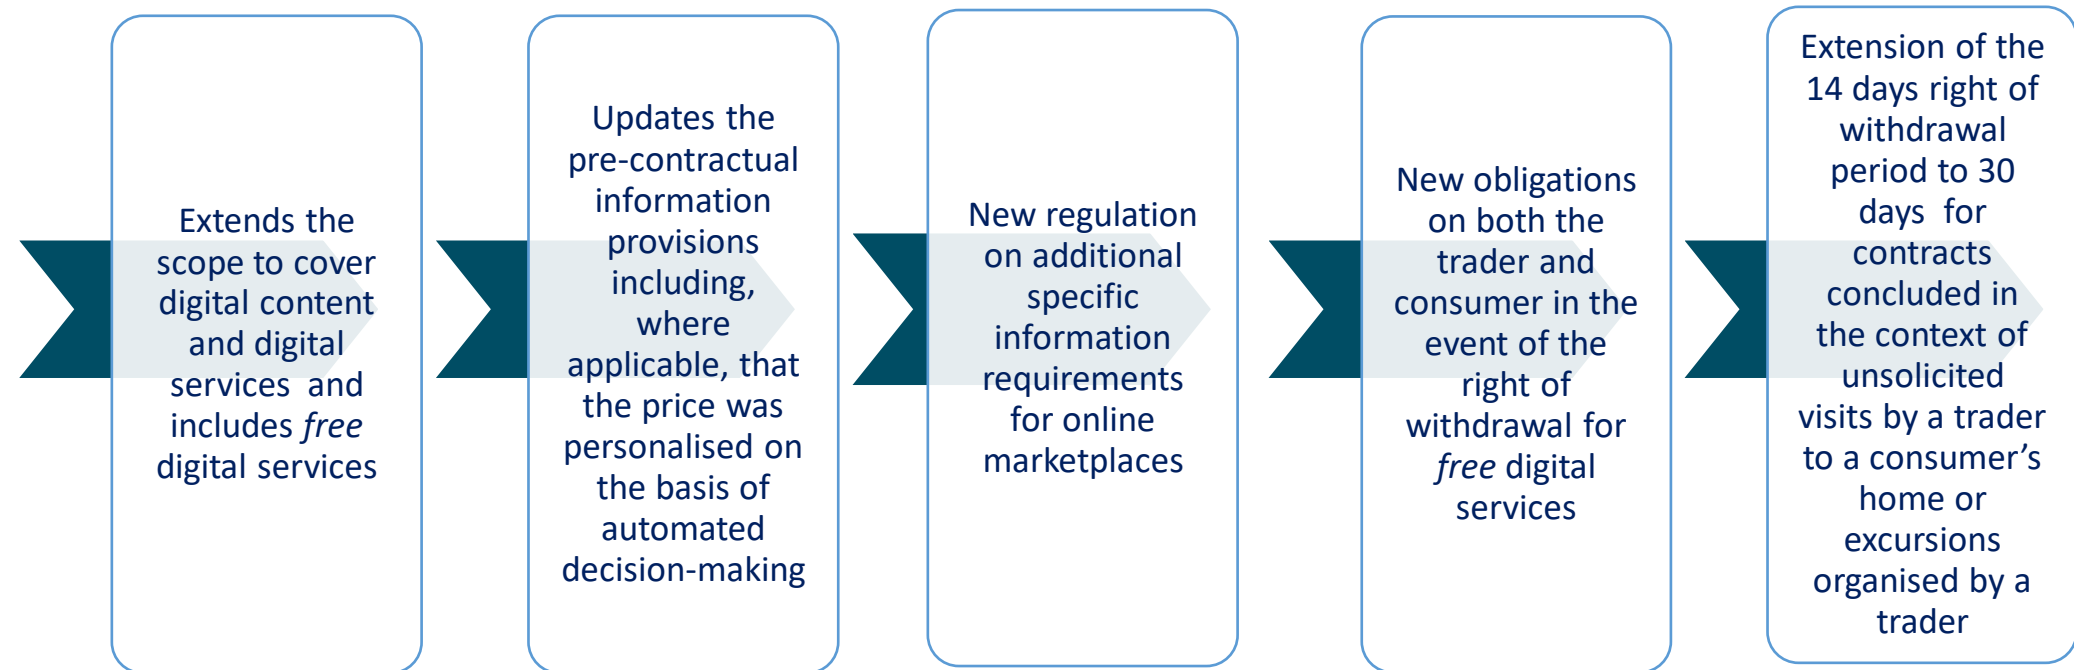 Extends the
scope to cover
digital content
and digital
services and
includes free
digital services
Updates the
pre-contractual
information
provisions
including,
where
applicable, that
the price was
personalised on
the basis of
automated
decision-making
New regulation
on additional
specific
information
requirements
for online
marketplaces
New obligations
on both the
trader and
consumer in the
event of the
right of
withdrawal for
free digital
services
Extension of the
14 days right of
withdrawal
period to 30
days for
contracts
concluded in
the context of
unsolicited
visits by a trader
to a consumer’s
home or
excursions
organised by a
trader